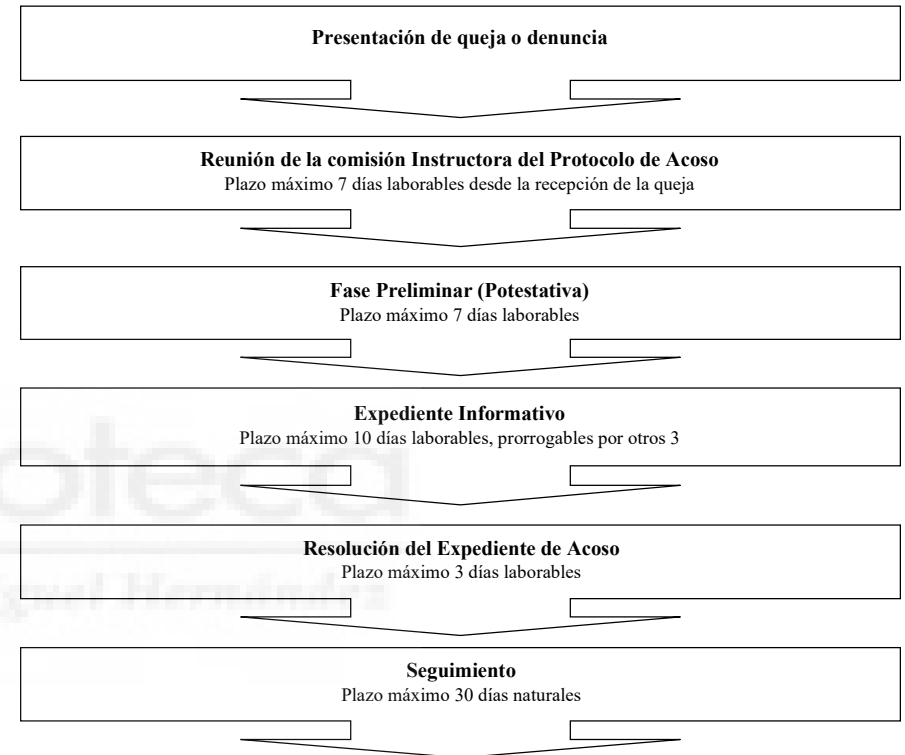 Presentación de queja o denuncia
Reunión de la comisión Instructora del Protocolo de Acoso
Plazo máximo 7 días laborables desde la recepción de la queja
Fase Preliminar (Potestativa)
Plazo máximo 7 días laborables
Expediente Informativo
Plazo máximo 10 días laborables, prorrogables por otros 3
oteca
Resolución del Expediente de Acoso
Plazo máximo 3 días laborables
guel Hernández
Seguimiento
Plazo máximo 30 días naturales